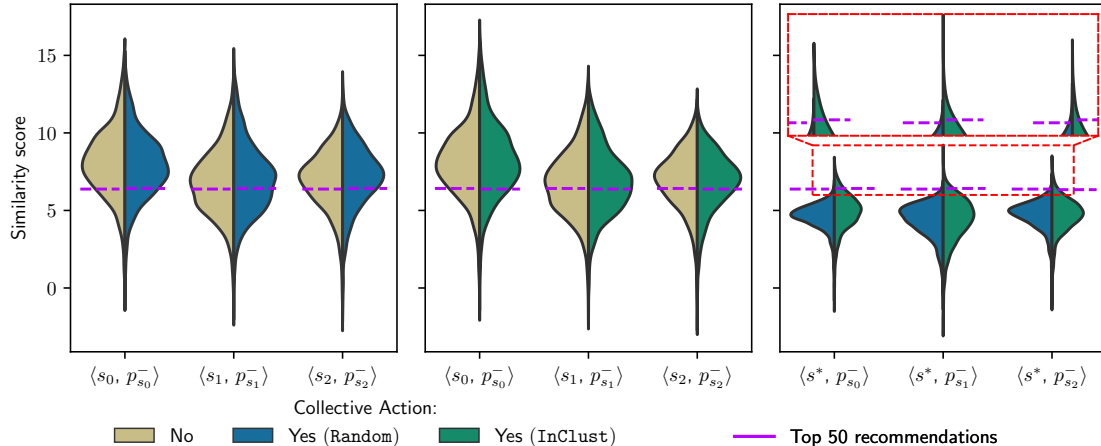 Similarity score
15
10
5
0
⟨s₀, p⁻ₛ₀⟩ ⟨s₁, p⁻ₛ₁⟩ ⟨s₂, p⁻ₛ₂⟩ ⟨s₀, p⁻ₛ₀⟩ ⟨s₁, p⁻ₛ₁⟩ ⟨s₂, p⁻ₛ₂⟩ ⟨s*, p⁻ₛ₀⟩ ⟨s*, p⁻ₛ₁⟩ ⟨s*, p⁻ₛ₂⟩
Collective Action:
No Yes (Random) Yes (InClust) Top 50 recommendations